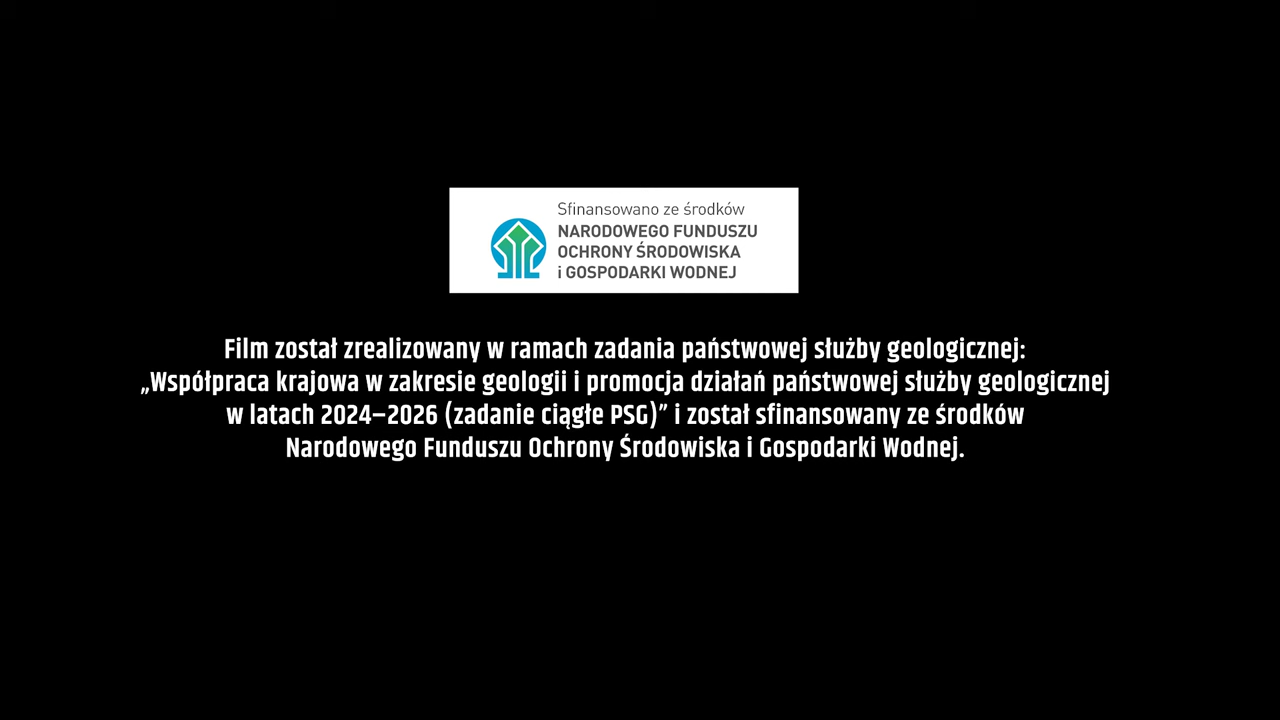 Sfinansowano ze środków
NARODOWEGO FUNDUSZU
OCHRONY ŚRODOWISKA
i GOSPODARKI WODNEJ
Film został zrealizowany w ramach zadania państwowej służby geologicznej:
„Współpraca krajowa w zakresie geologii i promocja działań państwowej służby geologicznej
w latach 2024–2026 (zadanie ciągłe PSG)” i został sfinansowany ze środków
Narodowego Funduszu Ochrony Środowiska i Gospodarki Wodnej.